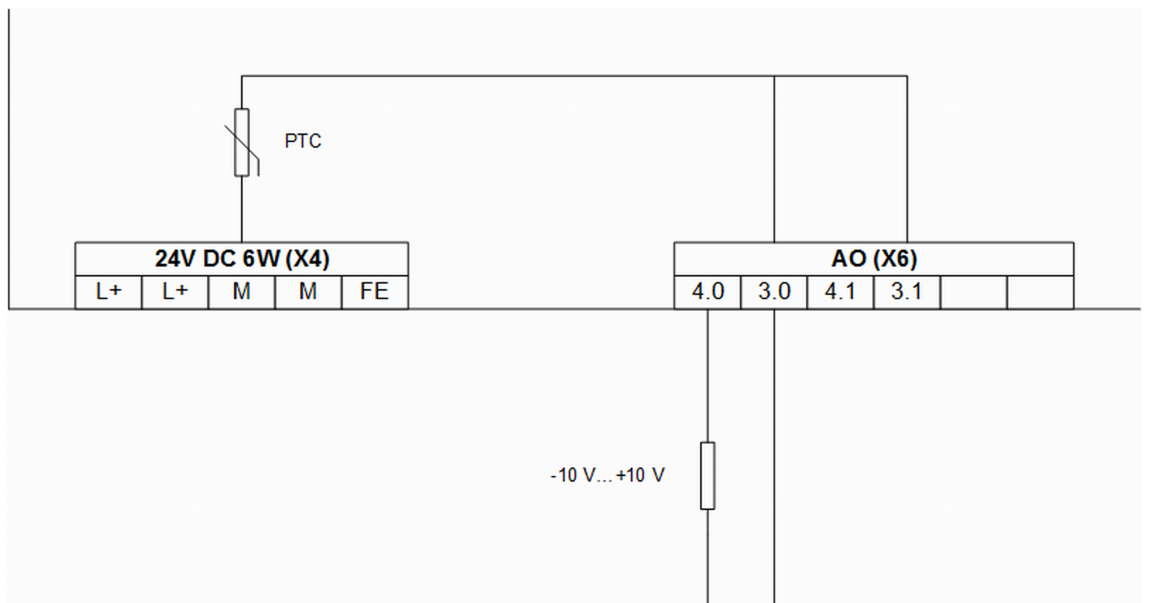 PTC
24V DC 6W (X4)
L+ L+ M M FE
AO (X6)
4.0 3.0 4.1 3.1
-10 V...+10 V